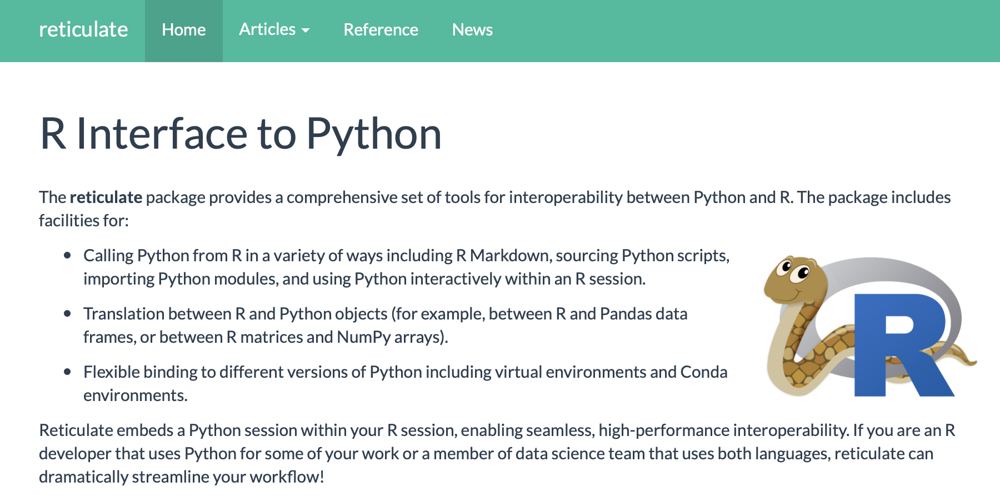 reticulate Home Articles Reference News
R Interface to Python
The reticulate package provides a comprehensive set of tools for interoperability between Python and R. The package includes
facilities for:
Calling Python from R in a variety of ways including R Markdown, sourcing Python scripts,
importing Python modules, and using Python interactively within an R session.
Translation between R and Python objects (for example, between R and Pandas data
frames, or between R matrices and NumPy arrays).
Flexible binding to different versions of Python including virtual environments and Conda
environments.
R
Reticulate embeds a Python session within your R session, enabling seamless, high-performance interoperability. If you are an R
developer that uses Python for some of your work or a member of data science team that uses both languages, reticulate can
dramatically streamline your workflow!